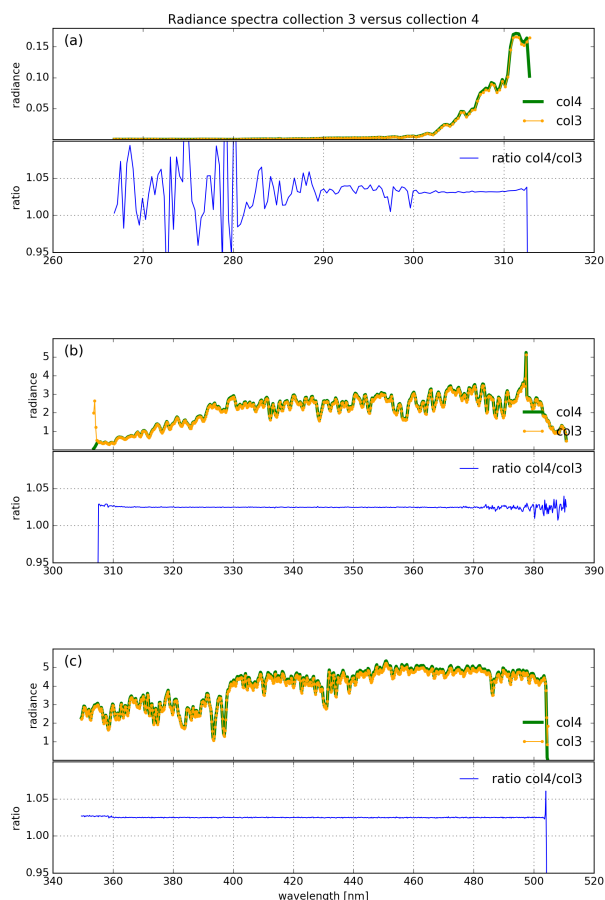 Radiance spectra collection 3 versus collection 4
(a)
0.15
0.10
0.05
radiance
col4
col3
ratio col4/col3
1.05
1.00
0.95
ratio
260 270 280 290 300 310 320
(b)
5
4
3
2
1
radiance
col4
col3
ratio col4/col3
1.05
1.00
0.95
ratio
300 310 320 330 340 350 360 370 380 390
(c)
5
4
3
2
1
radiance
col4
col3
ratio col4/col3
1.05
1.00
0.95
ratio
340 360 380 400 420 440 460 480 500 520
wavelength [nm]